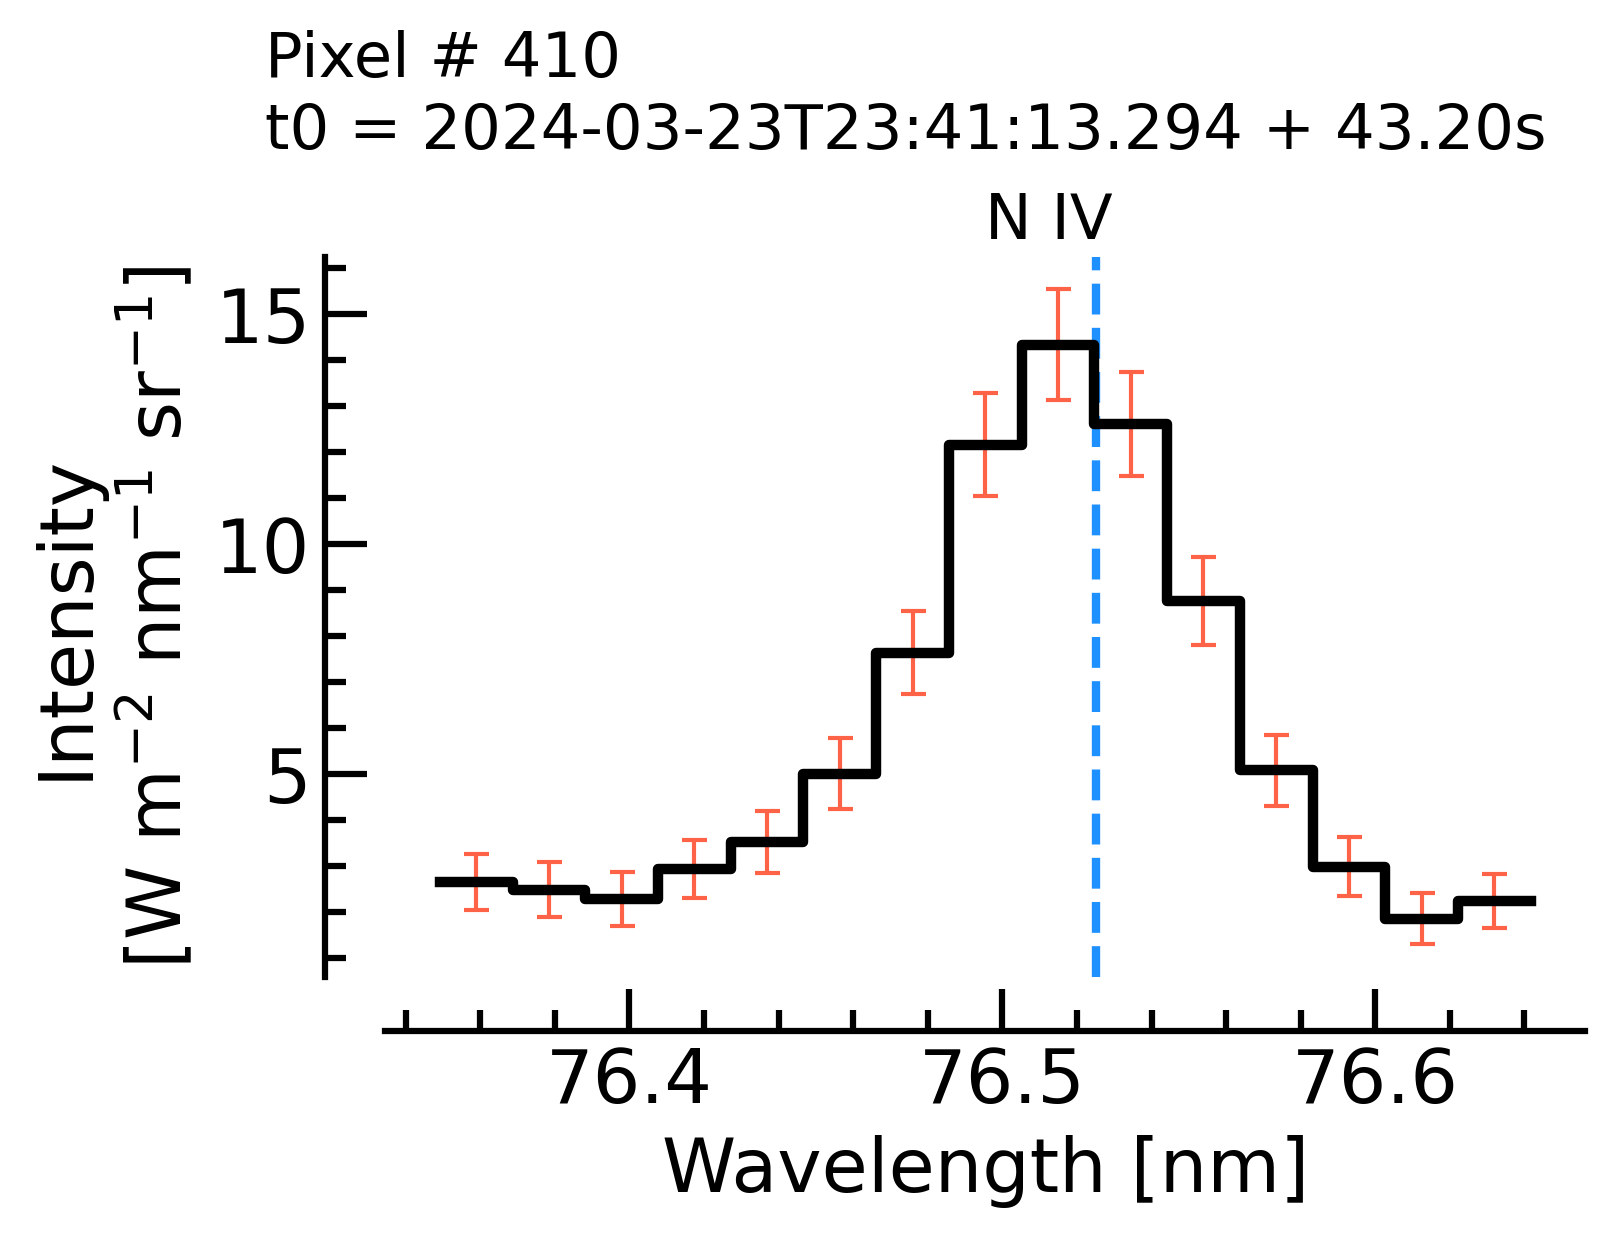 Pixel # 410
t0 = 2024-03-23T23:41:13.294 + 43.20s
N IV
Intensity
[W m⁻² nm⁻¹ sr⁻¹]
15
10
5
76.4 76.5 76.6
Wavelength [nm]